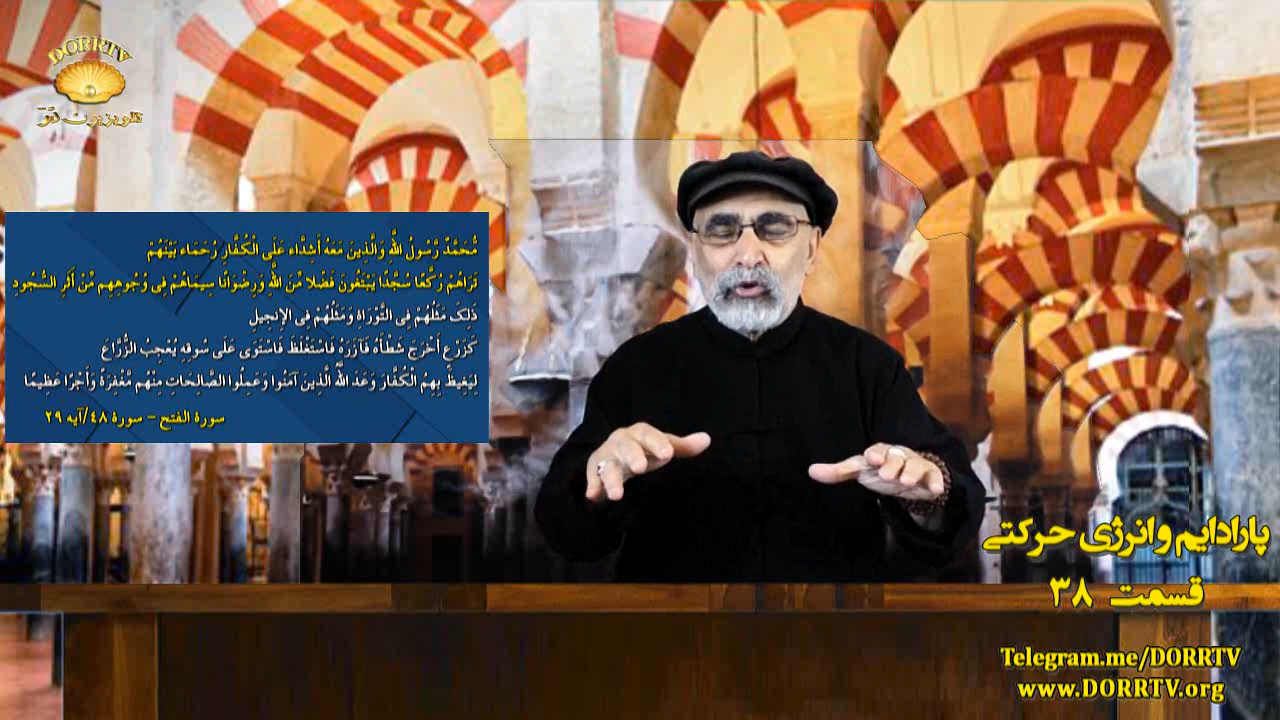 DORRTV
تلویزیون دُرّ
مُّحَمَّدٌ رَّسُولُ اللَّهِ وَالَّذِينَ مَعَهُ أَشِدَّاء عَلَى الْكُفَّارِ رُحَمَاء بَيْنَهُمْ
تَرَاهُمْ رُكَّعًا سُجَّدًا يَبْتَغُونَ فَضْلا مِّنَ اللَّهِ وَرِضْوَانًا سِيمَاهُمْ فِى وُجُوهِهِم مِّنْ أَثَرِ السُّجُودِ
ذَلِكَ مَثَلُهُمْ فِى التَّوْرَاةِ وَمَثَلُهُمْ فِى الإِنجِيلِ
كَزَرْعٍ أَخْرَجَ شَطْأَهُ فَآزَرَهُ فَاسْتَغْلَظَ فَاسْتَوَى عَلَى سُوقِهِ يُعْجِبُ الزُّرَّاعَ
لِيَغِيظَ بِهِمُ الْكُفَّارَ وَعَدَ اللَّهُ الَّذِينَ آمَنُوا وَعَمِلُوا الصَّالِحَاتِ مِنْهُم مَّغْفِرَةً وَأَجْرًا عَظِيمًا
سورة الفتح – سورة ۴۸/آیه ۲۹
پارادایم و انرژی حرکتی
قسمت ۳۸
Telegram.me/DORRTV
www.DORRTV.org